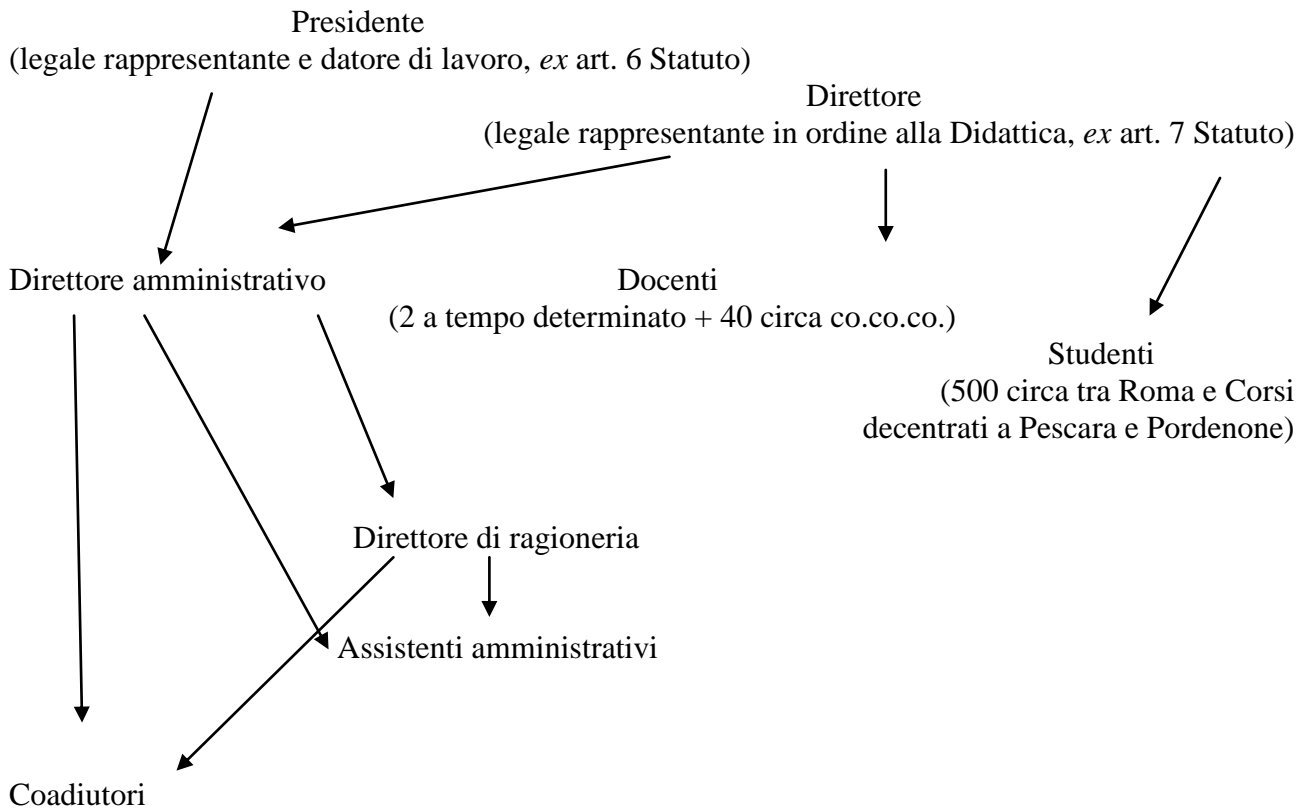 Presidente
(legale rappresentante e datore di lavoro, ex art. 6 Statuto)
Direttore
(legale rappresentante in ordine alla Didattica, ex art. 7 Statuto)
Direttore amministrativo
Docenti
(2 a tempo determinato + 40 circa co.co.co.)
Studenti
(500 circa tra Roma e Corsi
decentrati a Pescara e Pordenone)
Direttore di ragioneria
Assistenti amministrativi
Coadiutori